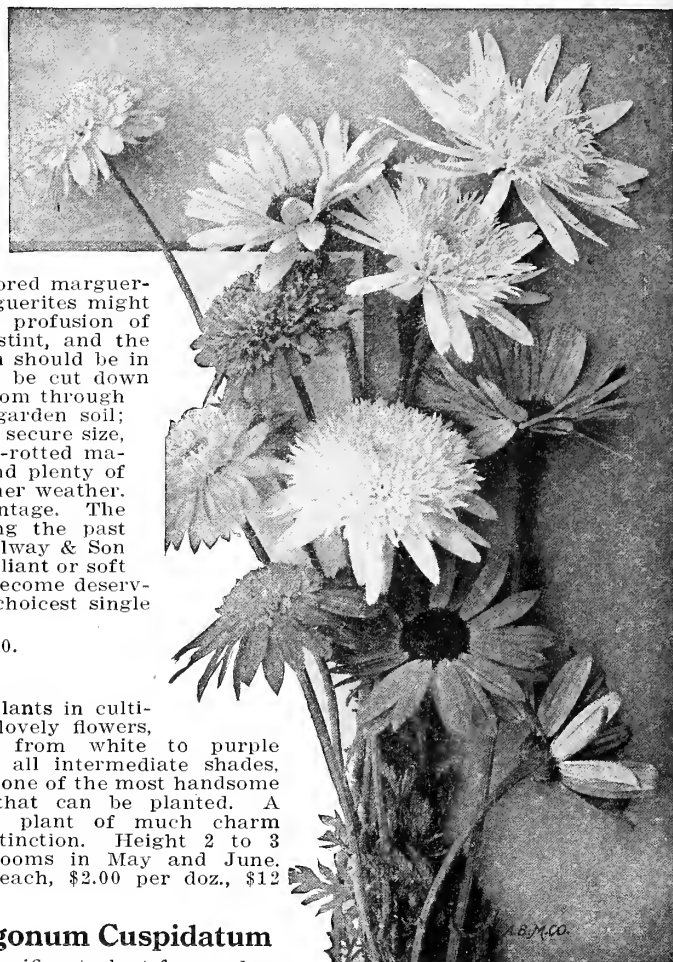 ored marguer-
guerites might
profusion of
stint, and the
should be in
be cut down
om through
garden soil;
secure size,
-rotted ma-
nd plenty of
her weather.
ntage. The
ng the past
lway & Son
liant or soft
ecome deserv-
choicest single
0.
lants in culti-
lovely flowers,
from white to purple
all intermediate shades,
one of the most handsome
that can be planted. A
plant of much charm
tinction. Height 2 to 3
ooms in May and June.
each, $2.00 per doz., $12
gonum Cuspidatum
A.B.M.CO.